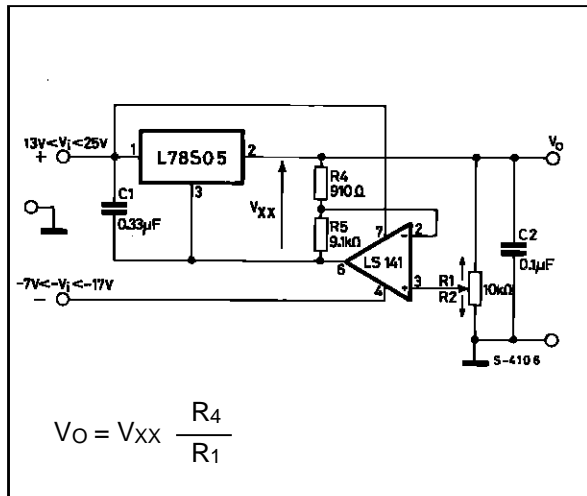 13V<Vi<25V
+
1
L78S05
2
3
VO
C1
0.33µF
VXX
R4
910Ω
R5
9.1kΩ
7
2
-
LS 141
6
4
3
+
R1
R2
10kΩ
C2
0.1µF
-7V<-Vi<-17V
-
S-4106
VO = VXX R4
R1